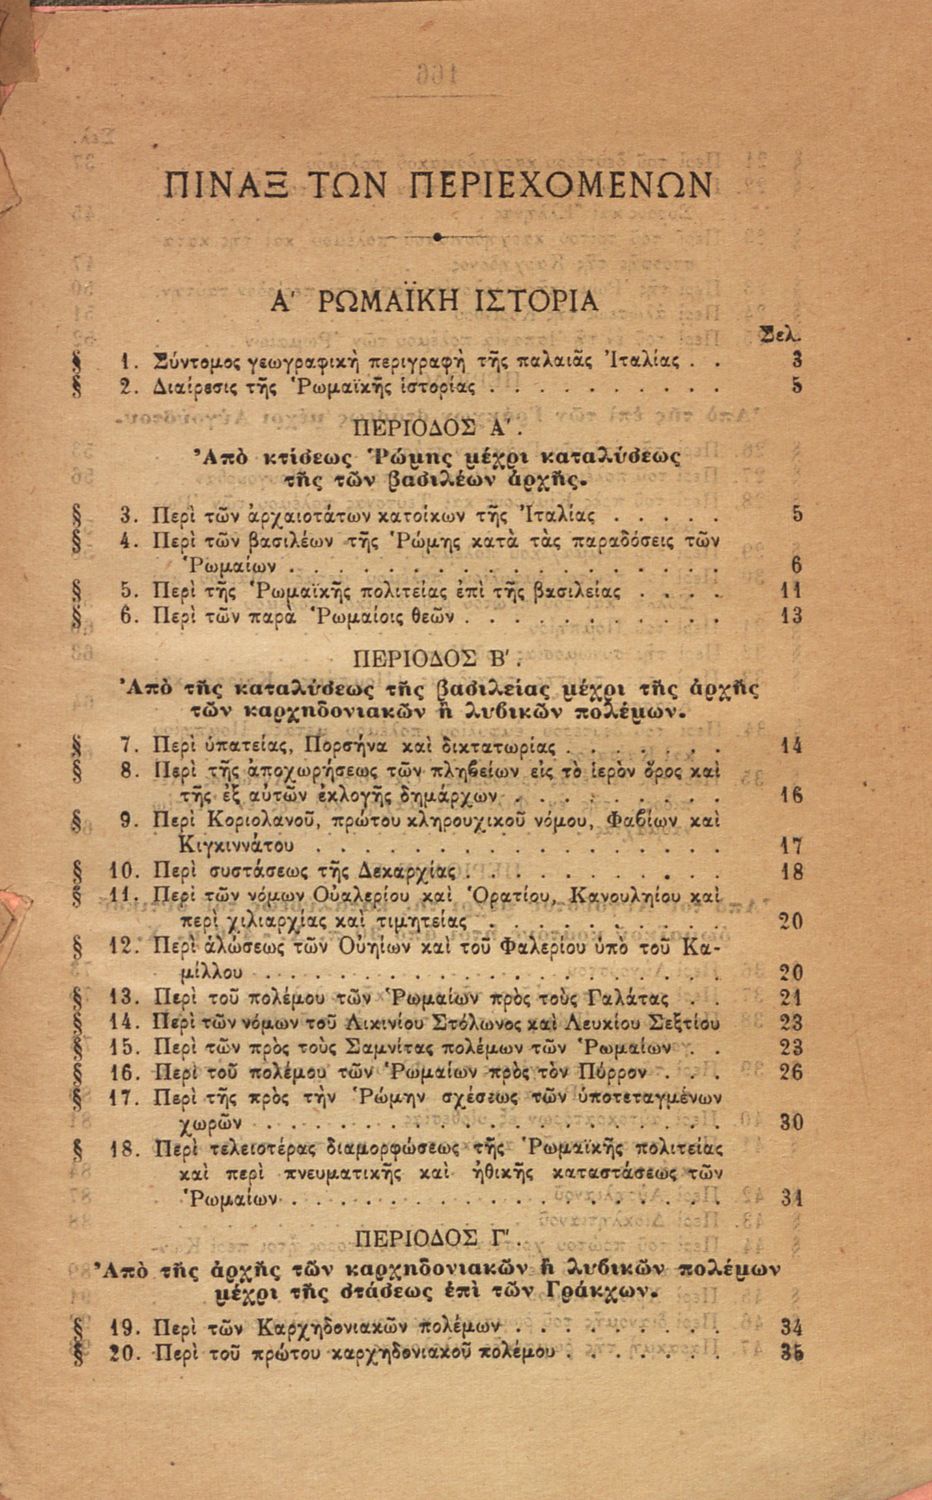 ΠΙΝΑΞ ΤΩΝ ΠΕΡΙΕΧΟΜΕΝΩΝ
Α' ΡΩΜΑΪΚΗ ΙΣΤΟΡΙΑ
Σελ.
§ 1. Σύντομος γεωγραφικὴ περιγραφὴ τῆς παλαιᾶς Ἰταλίας . . 3
§ 2. Διαίρεσις τῆς Ῥωμαϊκῆς ἱστορίας . . . . . . . . . . 5
ΠΕΡΙΟΔΟΣ Α'.
Ἀπὸ κτίσεως Ῥώμης μέχρι καταλύσεως
τῆς τῶν βασιλέων ἀρχῆς.
§ 3. Περὶ τῶν ἀρχαιοτάτων κατοίκων τῆς Ἰταλίας . . . . . 5
§ 4. Περὶ τῶν βασιλέων τῆς Ῥώμης κατὰ τὰς παραδόσεις τῶν
Ῥωμαίων . . . . . . . . . . . . . . . . . . 6
§ 5. Περὶ τῆς Ῥωμαϊκῆς πολιτείας ἐπὶ τῆς βασιλείας . . . . 11
§ 6. Περὶ τῶν παρὰ Ῥωμαίοις θεῶν . . . . . . . . . . . 13
ΠΕΡΙΟΔΟΣ Β'.
Ἀπὸ τῆς καταλύσεως τῆς βασιλείας μέχρι τῆς ἀρχῆς
τῶν καρχηδονιακῶν ἢ λυβικῶν πολέμων.
§ 7. Περὶ ὑπατείας, Πορσήνα καὶ δικτατωρίας . . . . . . . 14
§ 8. Περὶ τῆς ἀποχωρήσεως τῶν πληβείων εἰς τὸ ἱερὸν ὄρος καὶ
τῆς ἐξ αὐτῶν ἐκλογῆς δημάρχων . . . . . . . . . 16
§ 9. Περὶ Κοριολανοῦ, πρώτου κληρουχικοῦ νόμου, Φαβίων καὶ
Κιγκιννάτου . . . . . . . . . . . . . . . . . 17
§ 10. Περὶ συστάσεως τῆς Δεκαρχίας . . . . . . . . . . . 18
§ 11. Περὶ τῶν νόμων Οὐαλερίου καὶ Ὁρατίου, Κανουληίου καὶ
περὶ χιλιαρχίας καὶ τιμητείας . . . . . . . . . . 20
§ 12. Περὶ ἁλώσεως τῶν Οὐηίων καὶ τοῦ Φαλερίου ὑπὸ τοῦ Κα-
μίλλου . . . . . . . . . . . . . . . . . . . 20
§ 13. Περὶ τοῦ πολέμου τῶν Ῥωμαίων πρὸς τοὺς Γαλάτας . . 21
§ 14. Περὶ τῶν νόμων τοῦ Λικινίου Στόλωνος καὶ Λευκίου Σεξτίου 23
§ 15. Περὶ τῶν πρὸς τοὺς Σαμνίτας πολέμων τῶν Ῥωμαίων . . 23
§ 16. Περὶ τοῦ πολέμου τῶν Ῥωμαίων πρὸς τὸν Πύρρον . . . 26
§ 17. Περὶ τῆς πρὸς τὴν Ῥώμην σχέσεως τῶν ὑποτεταγμένων
χωρῶν . . . . . . . . . . . . . . . . . . . 30
§ 18. Περὶ τελειοτέρας διαμορφώσεως τῆς Ῥωμαϊκῆς πολιτείας
καὶ περὶ πνευματικῆς καὶ ἠθικῆς καταστάσεως τῶν
Ῥωμαίων . . . . . . . . . . . . . . . . . . 31
ΠΕΡΙΟΔΟΣ Γ'.
Ἀπὸ τῆς ἀρχῆς τῶν καρχηδονιακῶν ἢ λυβικῶν πολέμων
μέχρι τῆς στάσεως ἐπὶ τῶν Γράκχων.
§ 19. Περὶ τῶν Καρχηδονιακῶν πολέμων . . . . . . . . . 34
§ 20. Περὶ τοῦ πρώτου καρχηδονιακοῦ πολέμου . . . . . . . 35